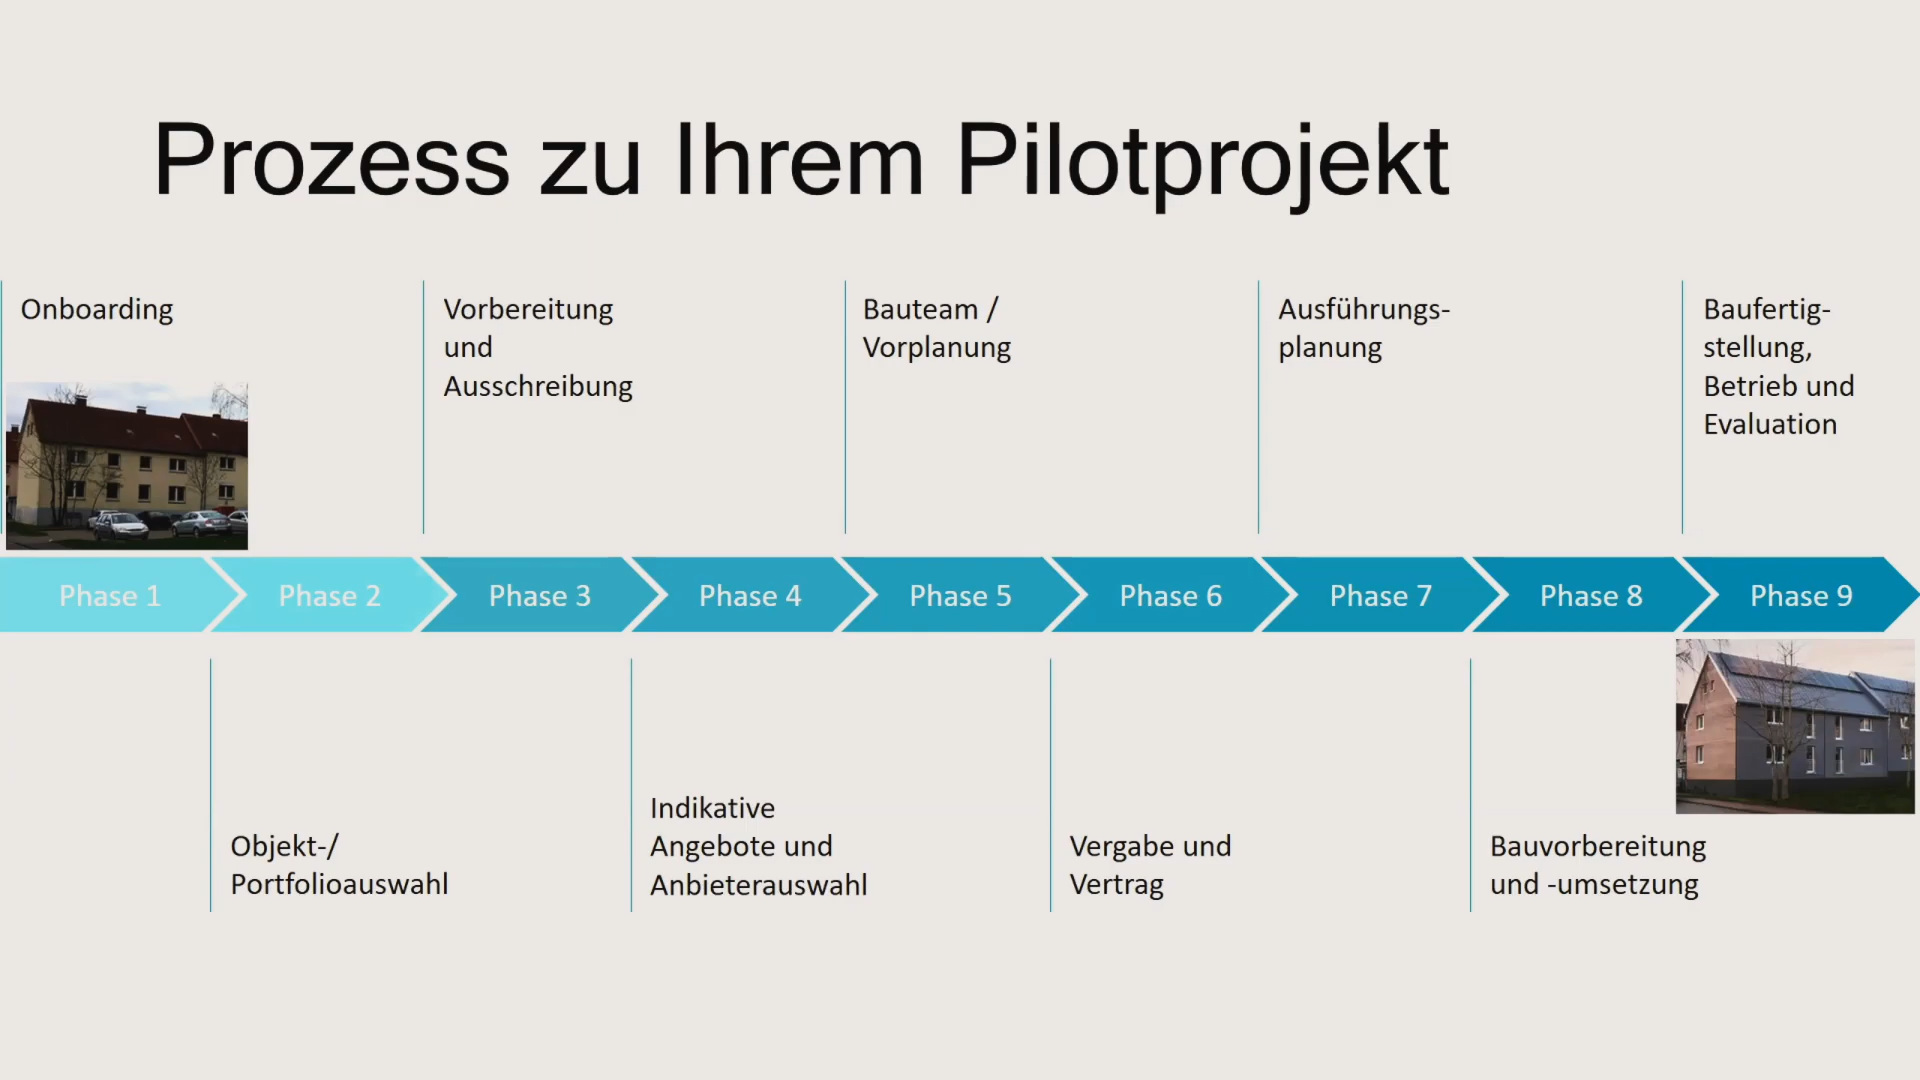 Prozess zu Ihrem Pilotprojekt
Onboarding
Vorbereitung
und
Ausschreibung
Bauteam /
Vorplanung
Ausführungs-
planung
Baufertig-
stellung,
Betrieb und
Evaluation
Phase 1
Phase 2
Phase 3
Phase 4
Phase 5
Phase 6
Phase 7
Phase 8
Phase 9
Objekt-/
Portfolioauswahl
Indikative
Angebote und
Anbieterauswahl
Vergabe und
Vertrag
Bauvorbereitung
und -umsetzung